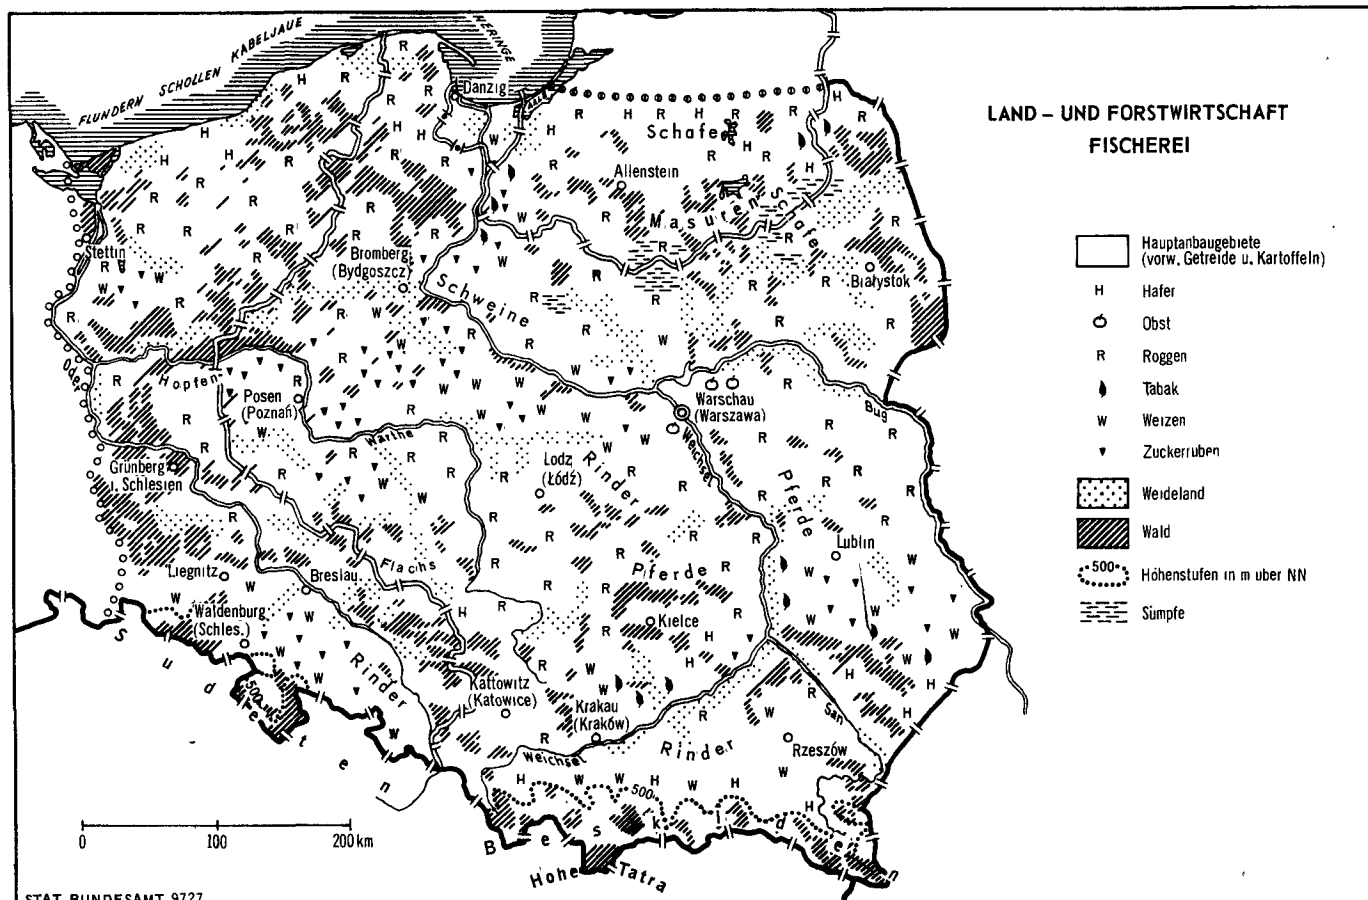 LAND – UND FORSTWIRTSCHAFT
FISCHEREI
Hauptanbaugebiete
(vorw. Getreide u. Kartoffeln)
H Hafer
Obst
R Roggen
Tabak
W Weizen
Zuckerruben
Weideland
Wald
500 Höhenstufen in m uber NN
Sümpfe
FLUNDERN SCHOLLEN KABELJAUE
HERINGE
Danzig
Schafe
Allenstein
Masuren
Schafe
Stettin
Bromberg
(Bydgoszcz)
Białystok
Schweine
Oder
Hopfen
Posen
(Poznań)
Warschau
(Warszawa)
Bug
Warthe
Weichsel
Grünberg
i. Schlesien
Lodz
(Łódź)
Rinder
Pferde
Lublin
Liegnitz
Breslau
Flachs
Pferde
Waldenburg
(Schles.)
Kielce
Rinder
Kattowitz
(Katowice)
Krakau
(Kraków)
San
Sudeten
500
Weichsel
Rinder
Rzeszów
500
Beskiden
Hohe Tatra
0 100 200 km
STAT. BUNDESAMT 9727